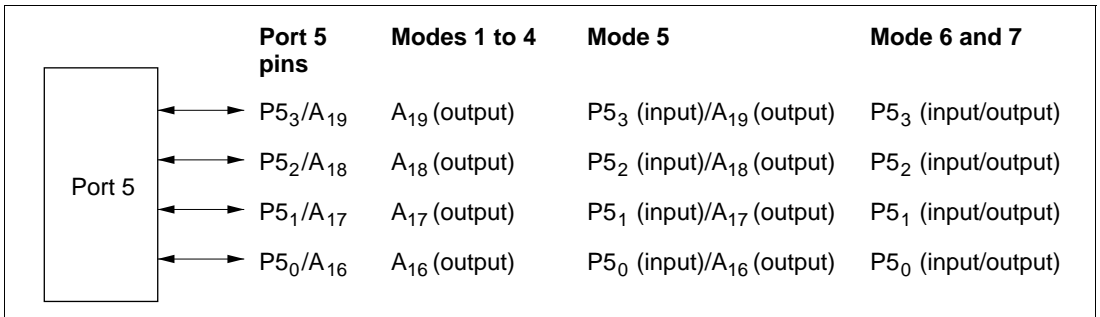 Port 5 pins Modes 1 to 4 Mode 5 Mode 6 and 7
P5₃/A₁₉ A₁₉ (output) P5₃ (input)/A₁₉ (output) P5₃ (input/output)
P5₂/A₁₈ A₁₈ (output) P5₂ (input)/A₁₈ (output) P5₂ (input/output)
Port 5
P5₁/A₁₇ A₁₇ (output) P5₁ (input)/A₁₇ (output) P5₁ (input/output)
P5₀/A₁₆ A₁₆ (output) P5₀ (input)/A₁₆ (output) P5₀ (input/output)